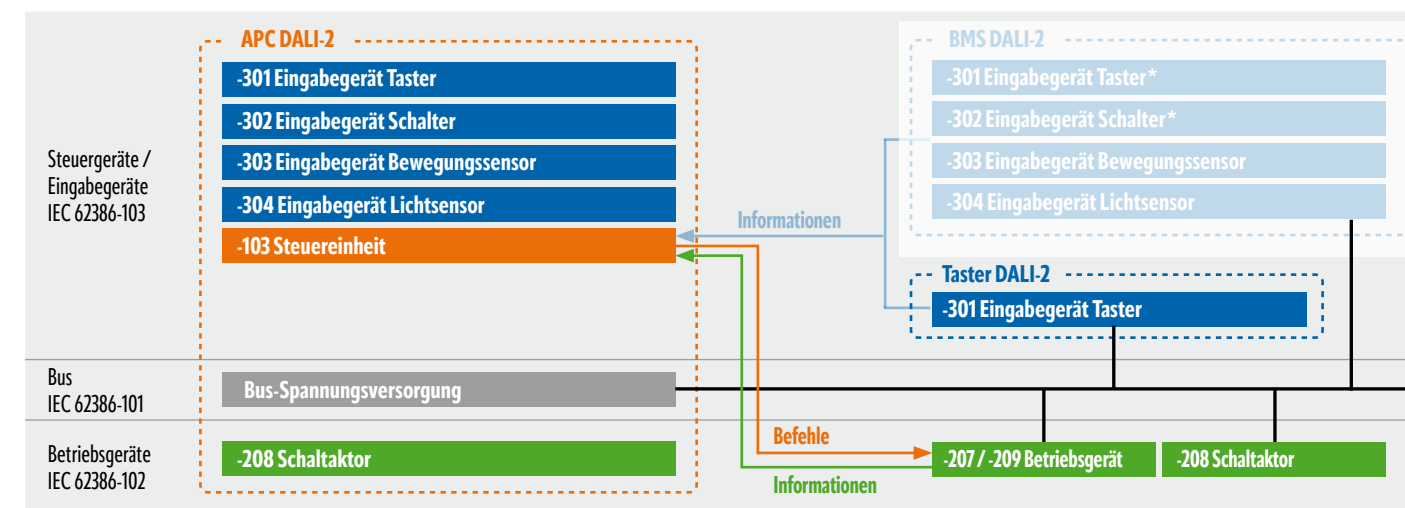 APC DALI-2
-301 Eingabegerät Taster
-302 Eingabegerät Schalter
-303 Eingabegerät Bewegungssensor
-304 Eingabegerät Lichtsensor
-103 Steuereinheit
Steuergeräte /
Eingabegeräte
IEC 62386-103
Informationen
BMS DALI-2
-301 Eingabegerät Taster*
-302 Eingabegerät Schalter*
-303 Eingabegerät Bewegungssensor
-304 Eingabegerät Lichtsensor
Taster DALI-2
-301 Eingabegerät Taster
Bus
IEC 62386-101
Bus-Spannungsversorgung
Betriebsgeräte
IEC 62386-102
-208 Schaltaktor
Befehle
Informationen
-207 / -209 Betriebsgerät
-208 Schaltaktor